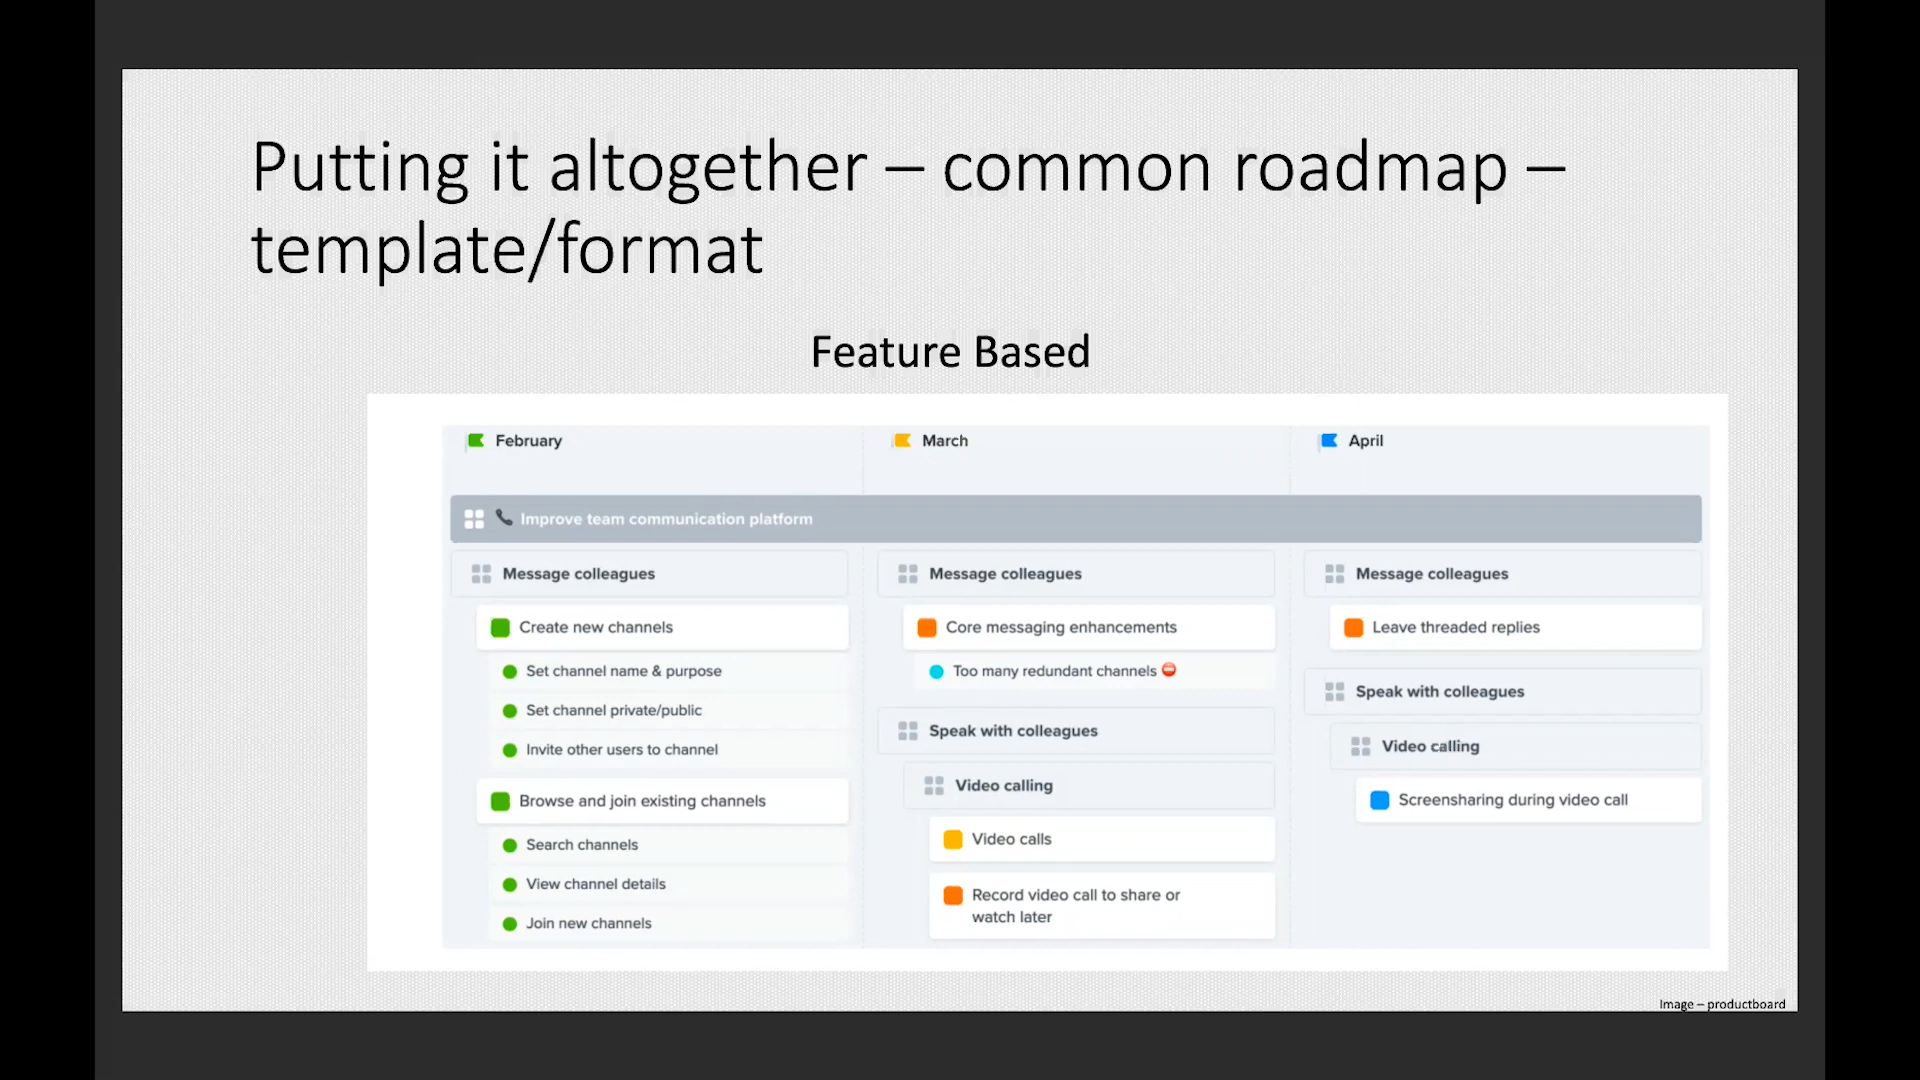 Putting it altogether – common roadmap –
template/format
Feature Based
February
March
April
Improve team communication platform
Message colleagues
Create new channels
Set channel name & purpose
Set channel private/public
Invite other users to channel
Browse and join existing channels
Search channels
View channel details
Join new channels
Message colleagues
Core messaging enhancements
Too many redundant channels
Speak with colleagues
Video calling
Video calls
Record video call to share or
watch later
Message colleagues
Leave threaded replies
Speak with colleagues
Video calling
Screensharing during video call
Image – productboard